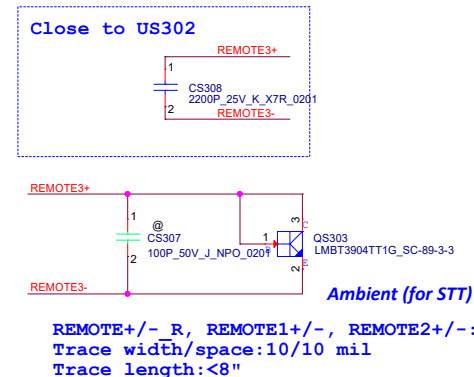 Close to US302
REMOTE3+
1
CS308
2200P_25V_K_X7R_0201
2
REMOTE3-
REMOTE3+
1
@
CS307
100P_50V_J_NPO_0201
2
1
3
C
B
QS303
LMBT3904TT1G_SC-89-3-3
2
E
REMOTE3-
Ambient (for STT)
REMOTE+/-_R, REMOTE1+/-, REMOTE2+/-:
Trace width/space:10/10 mil
Trace length:<8"